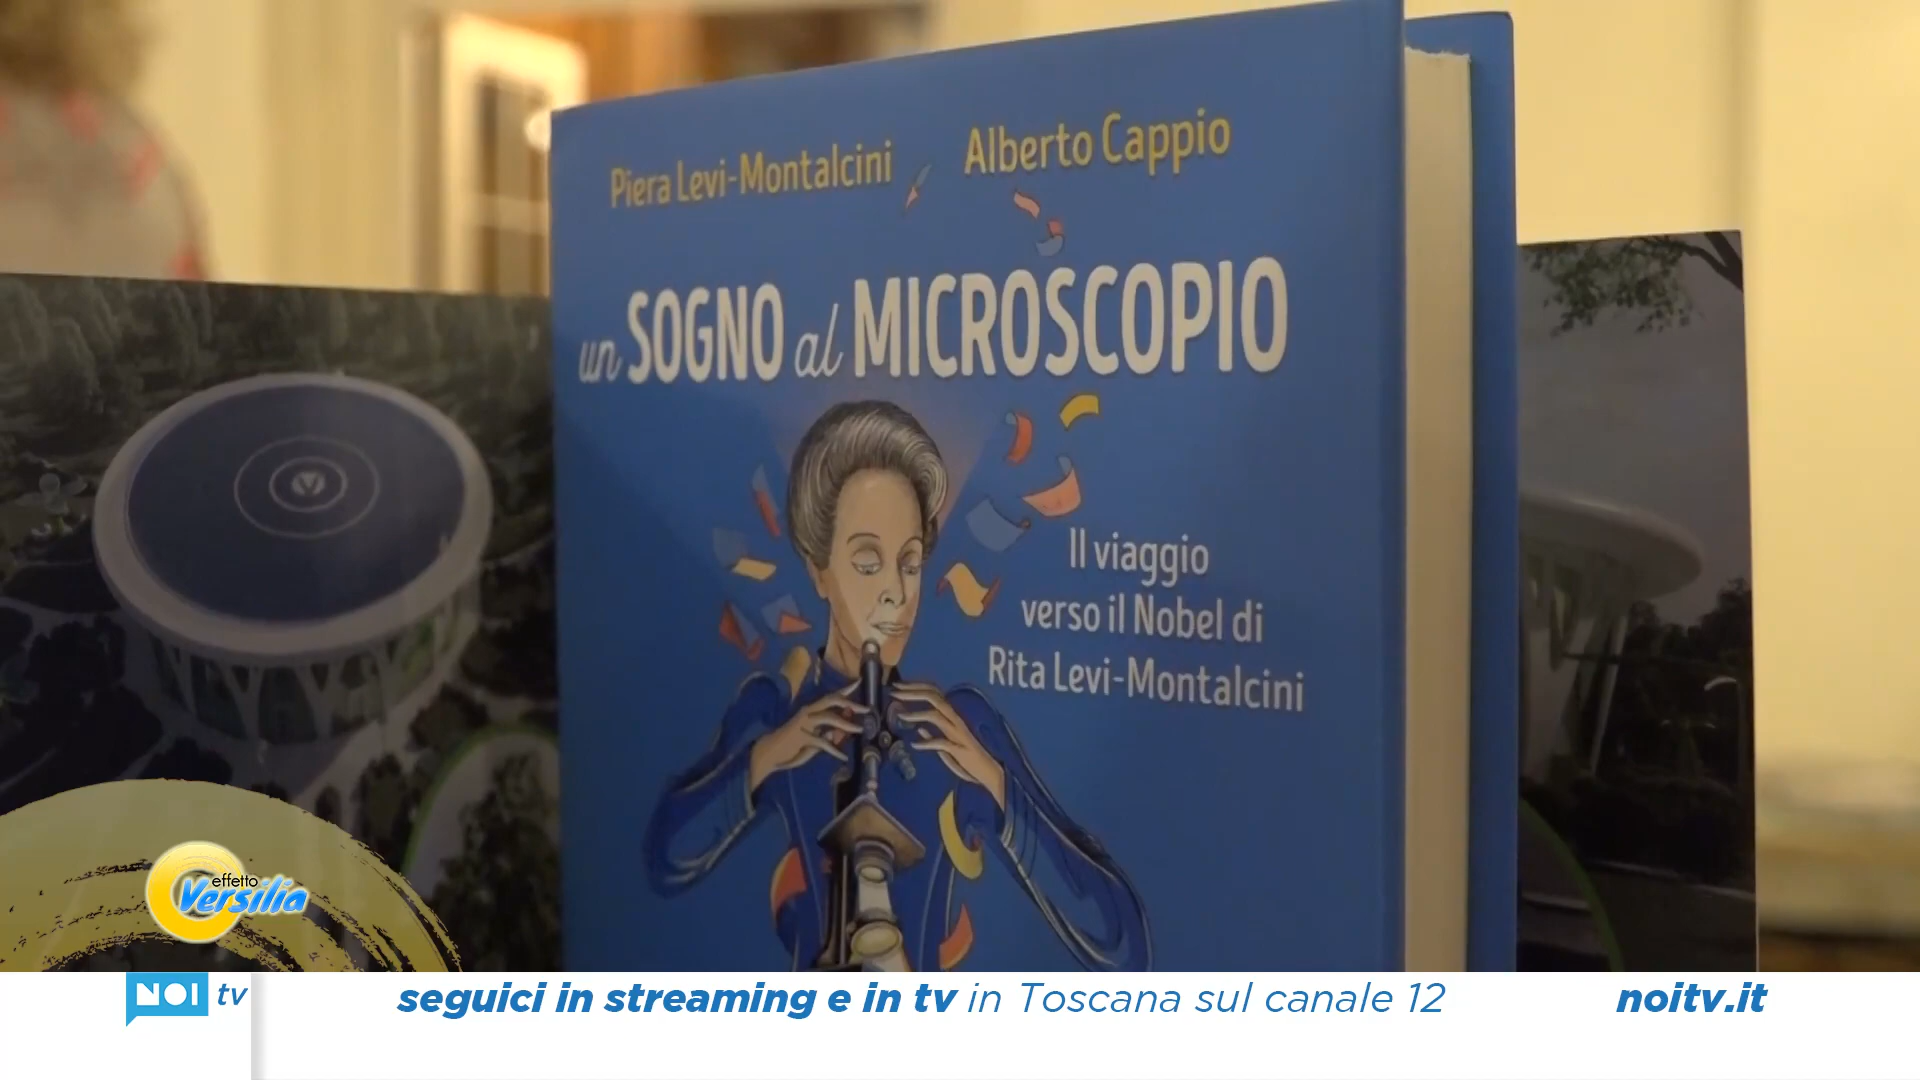 Piera Levi-Montalcini
Alberto Cappio
un SOGNO al MICROSCOPIO
Il viaggio
verso il Nobel di
Rita Levi-Montalcini
V
effetto
Versilia
NOI tv
seguici in streaming e in tv in Toscana sul canale 12
noitv.it